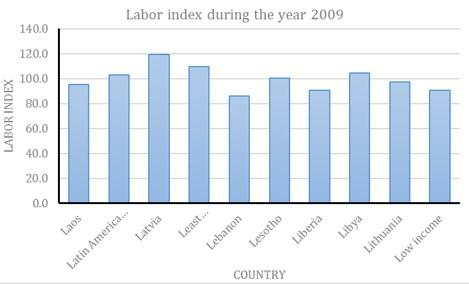 Labor index during the year 2009
140.0
120.0
100.0
80.0
60.0
40.0
20.0
0.0
LABOR INDEX
Laos
Latin America...
Latvia
Least...
Lebanon
Lesotho
Liberia
Libya
Lithuania
Low income
COUNTRY